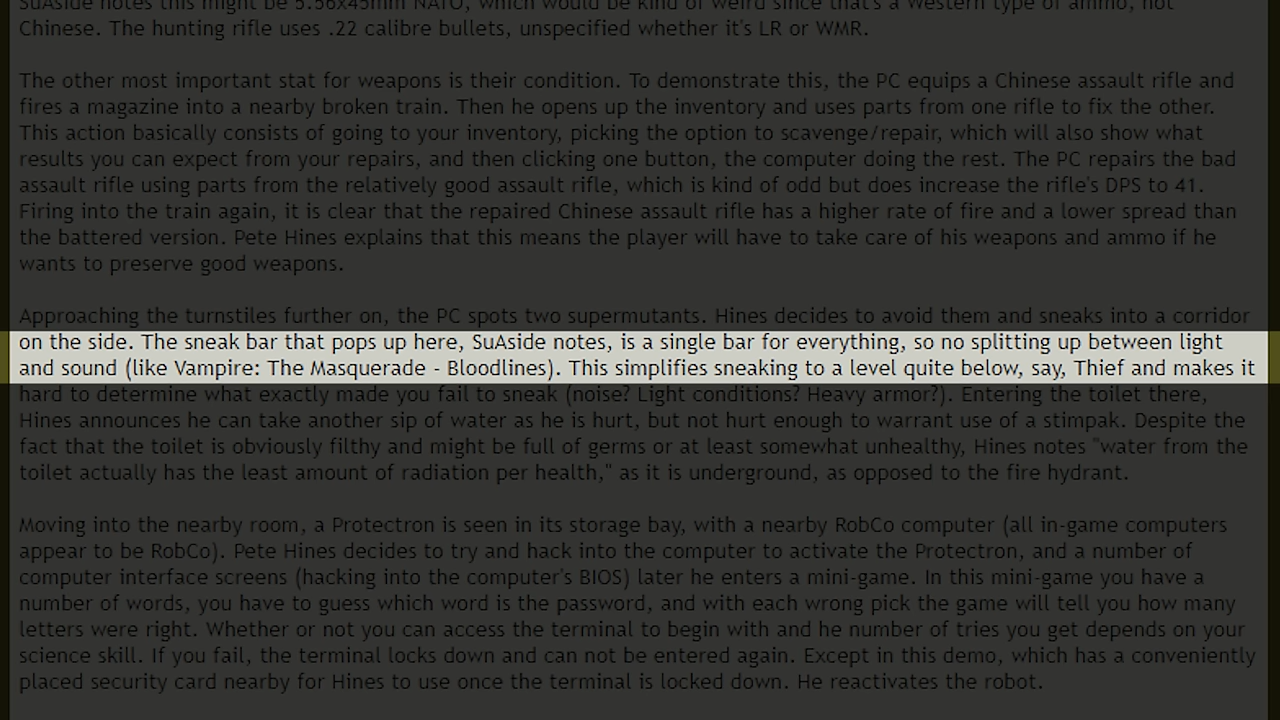 SuAside notes this might be 5.56x45mm NATO, which would be kind of weird since that's a Western type of ammo, not
Chinese. The hunting rifle uses .22 calibre bullets, unspecified whether it's LR or WMR.
The other most important stat for weapons is their condition. To demonstrate this, the PC equips a Chinese assault rifle and
fires a magazine into a nearby broken train. Then he opens up the inventory and uses parts from one rifle to fix the other.
This action basically consists of going to your inventory, picking the option to scavenge/repair, which will also show what
results you can expect from your repairs, and then clicking one button, the computer doing the rest. The PC repairs the bad
assault rifle using parts from the relatively good assault rifle, which is kind of odd but does increase the rifle's DPS to 41.
Firing into the train again, it is clear that the repaired Chinese assault rifle has a higher rate of fire and a lower spread than
the battered version. Pete Hines explains that this means the player will have to take care of his weapons and ammo if he
wants to preserve good weapons.
Approaching the turnstiles further on, the PC spots two supermutants. Hines decides to avoid them and sneaks into a corridor
on the side. The sneak bar that pops up here, SuAside notes, is a single bar for everything, so no splitting up between light
and sound (like Vampire: The Masquerade - Bloodlines). This simplifies sneaking to a level quite below, say, Thief and makes it
hard to determine what exactly made you fail to sneak (noise? Light conditions? Heavy armor?). Entering the toilet there,
Hines announces he can take another sip of water as he is hurt, but not hurt enough to warrant use of a stimpak. Despite the
fact that the toilet is obviously filthy and might be full of germs or at least somewhat unhealthy, Hines notes "water from the
toilet actually has the least amount of radiation per health," as it is underground, as opposed to the fire hydrant.
Moving into the nearby room, a Protectron is seen in its storage bay, with a nearby RobCo computer (all in-game computers
appear to be RobCo). Pete Hines decides to try and hack into the computer to activate the Protectron, and a number of
computer interface screens (hacking into the computer's BIOS) later he enters a mini-game. In this mini-game you have a
number of words, you have to guess which word is the password, and with each wrong pick the game will tell you how many
letters were right. Whether or not you can access the terminal to begin with and he number of tries you get depends on your
science skill. If you fail, the terminal locks down and can not be entered again. Except in this demo, which has a conveniently
placed security card nearby for Hines to use once the terminal is locked down. He reactivates the robot.